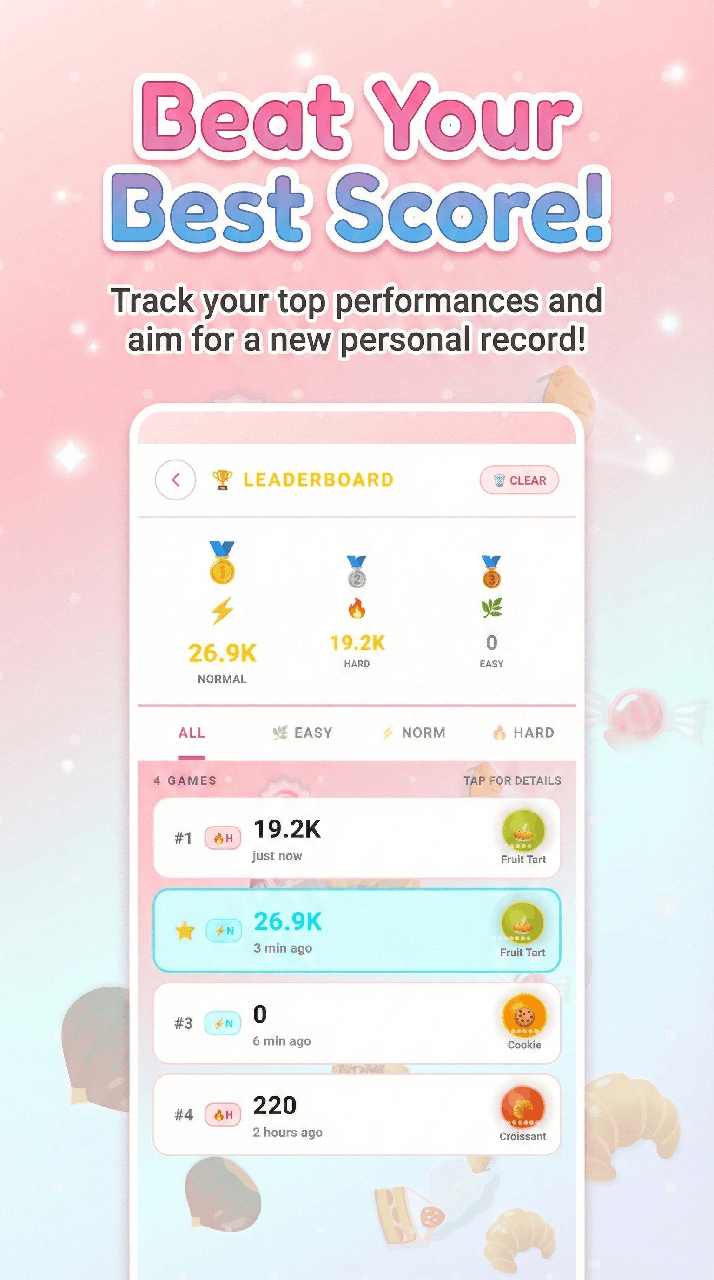 Beat Your
Best Score!
Track your top performances and
aim for a new personal record!
LEADERBOARD
CLEAR
1 2 3
26.9K 19.2K 0
NORMAL HARD EASY
ALL EASY NORM HARD
4 GAMES TAP FOR DETAILS
#1 H 19.2K
just now
Fruit Tart
N 26.9K
3 min ago
Fruit Tart
#3 N 0
6 min ago
Cookie
#4 H 220
2 hours ago
Croissant